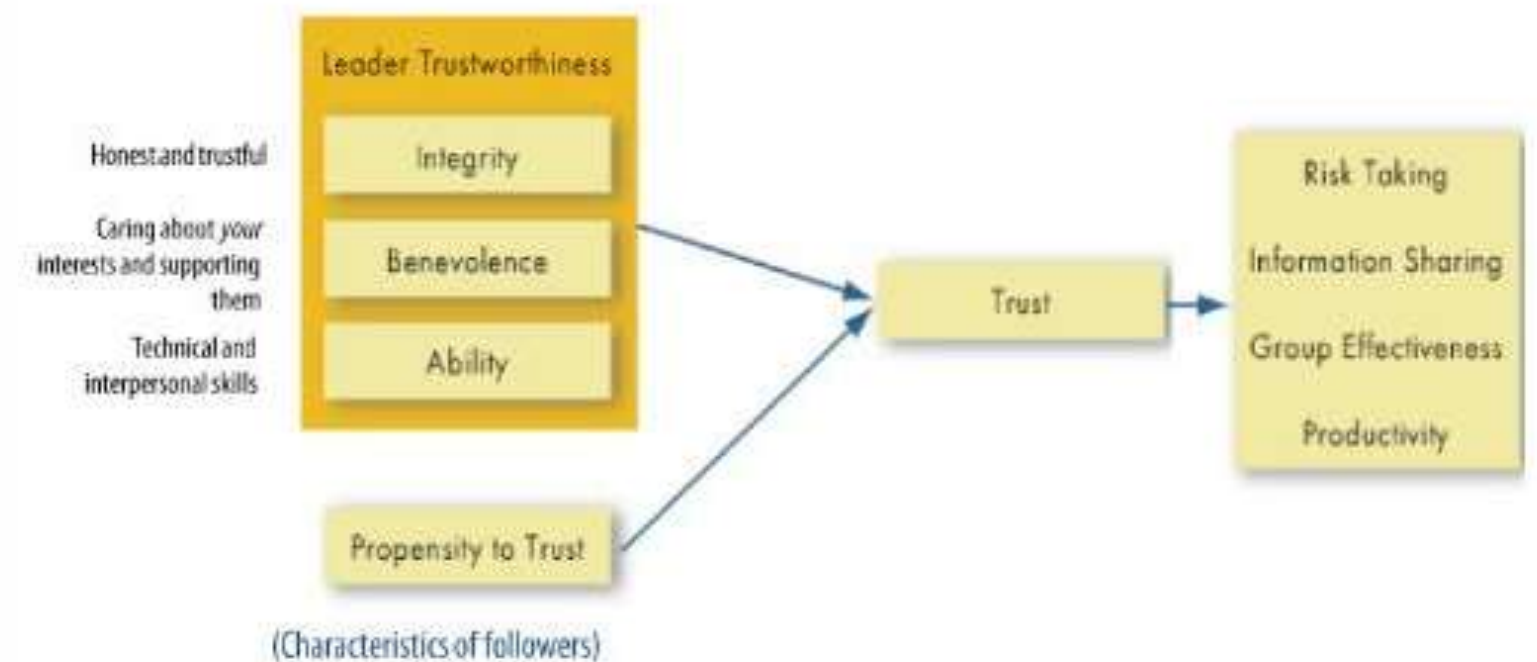 Leader Trustworthiness
Honest and trustful
Integrity
Caring about your
interests and supporting
them
Benevolence
Technical and
interpersonal skills
Ability
Propensity to Trust
(Characteristics of followers)
Trust
Risk Taking
Information Sharing
Group Effectiveness
Productivity